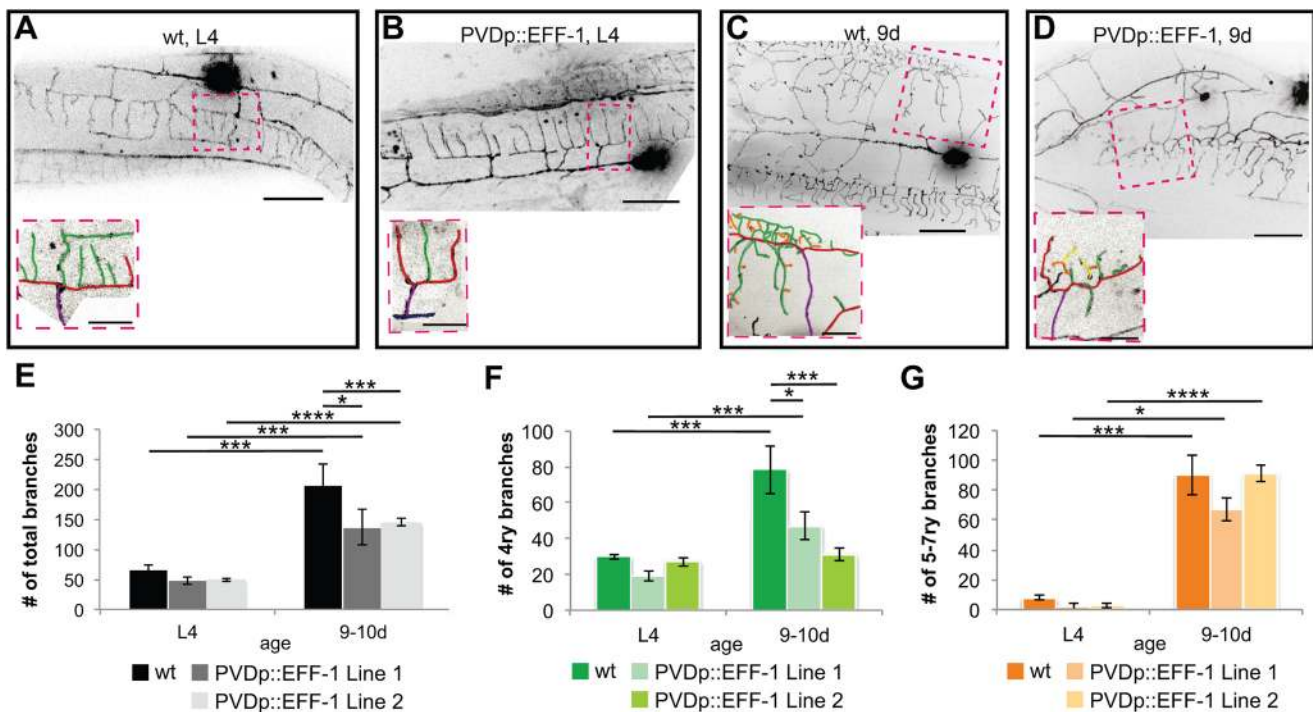 A
wt, L4
B
PVDp::EFF-1, L4
C
wt, 9d
D
PVDp::EFF-1, 9d
E
# of total branches
300
250
200
150
100
50
0
***
*
****
***
***
L4
age
9-10d
wt
PVDp::EFF-1 Line 1
PVDp::EFF-1 Line 2
F
# of 4ry branches
100
80
60
40
20
0
***
*
***
***
L4
age
9-10d
wt
PVDp::EFF-1 Line 1
PVDp::EFF-1 Line 2
G
# of 5-7ry branches
120
100
80
60
40
20
0
****
*
***
L4
age
9-10d
wt
PVDp::EFF-1 Line 1
PVDp::EFF-1 Line 2